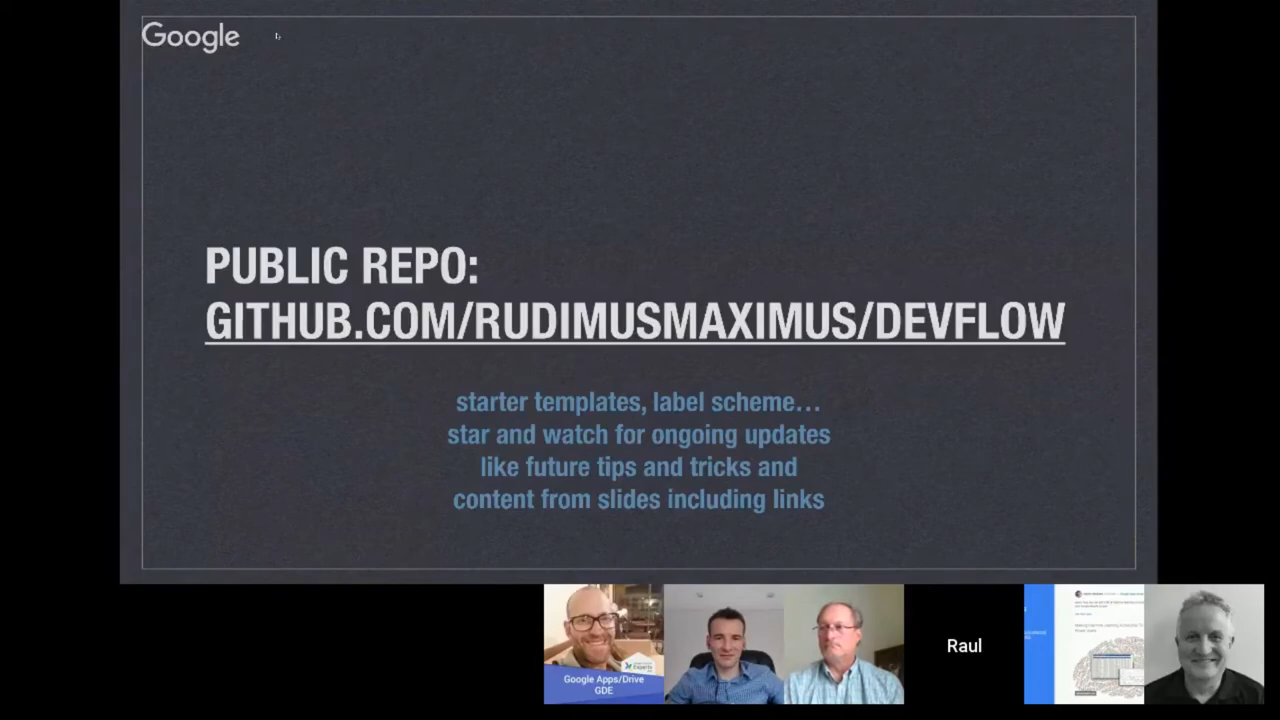 Google
PUBLIC REPO:
GITHUB.COM/RUDIMUSMAXIMUS/DEVFLOW
starter templates, label scheme...
star and watch for ongoing updates
like future tips and tricks and
content from slides including links
Experts
Google Apps/Drive
GDE
Raul